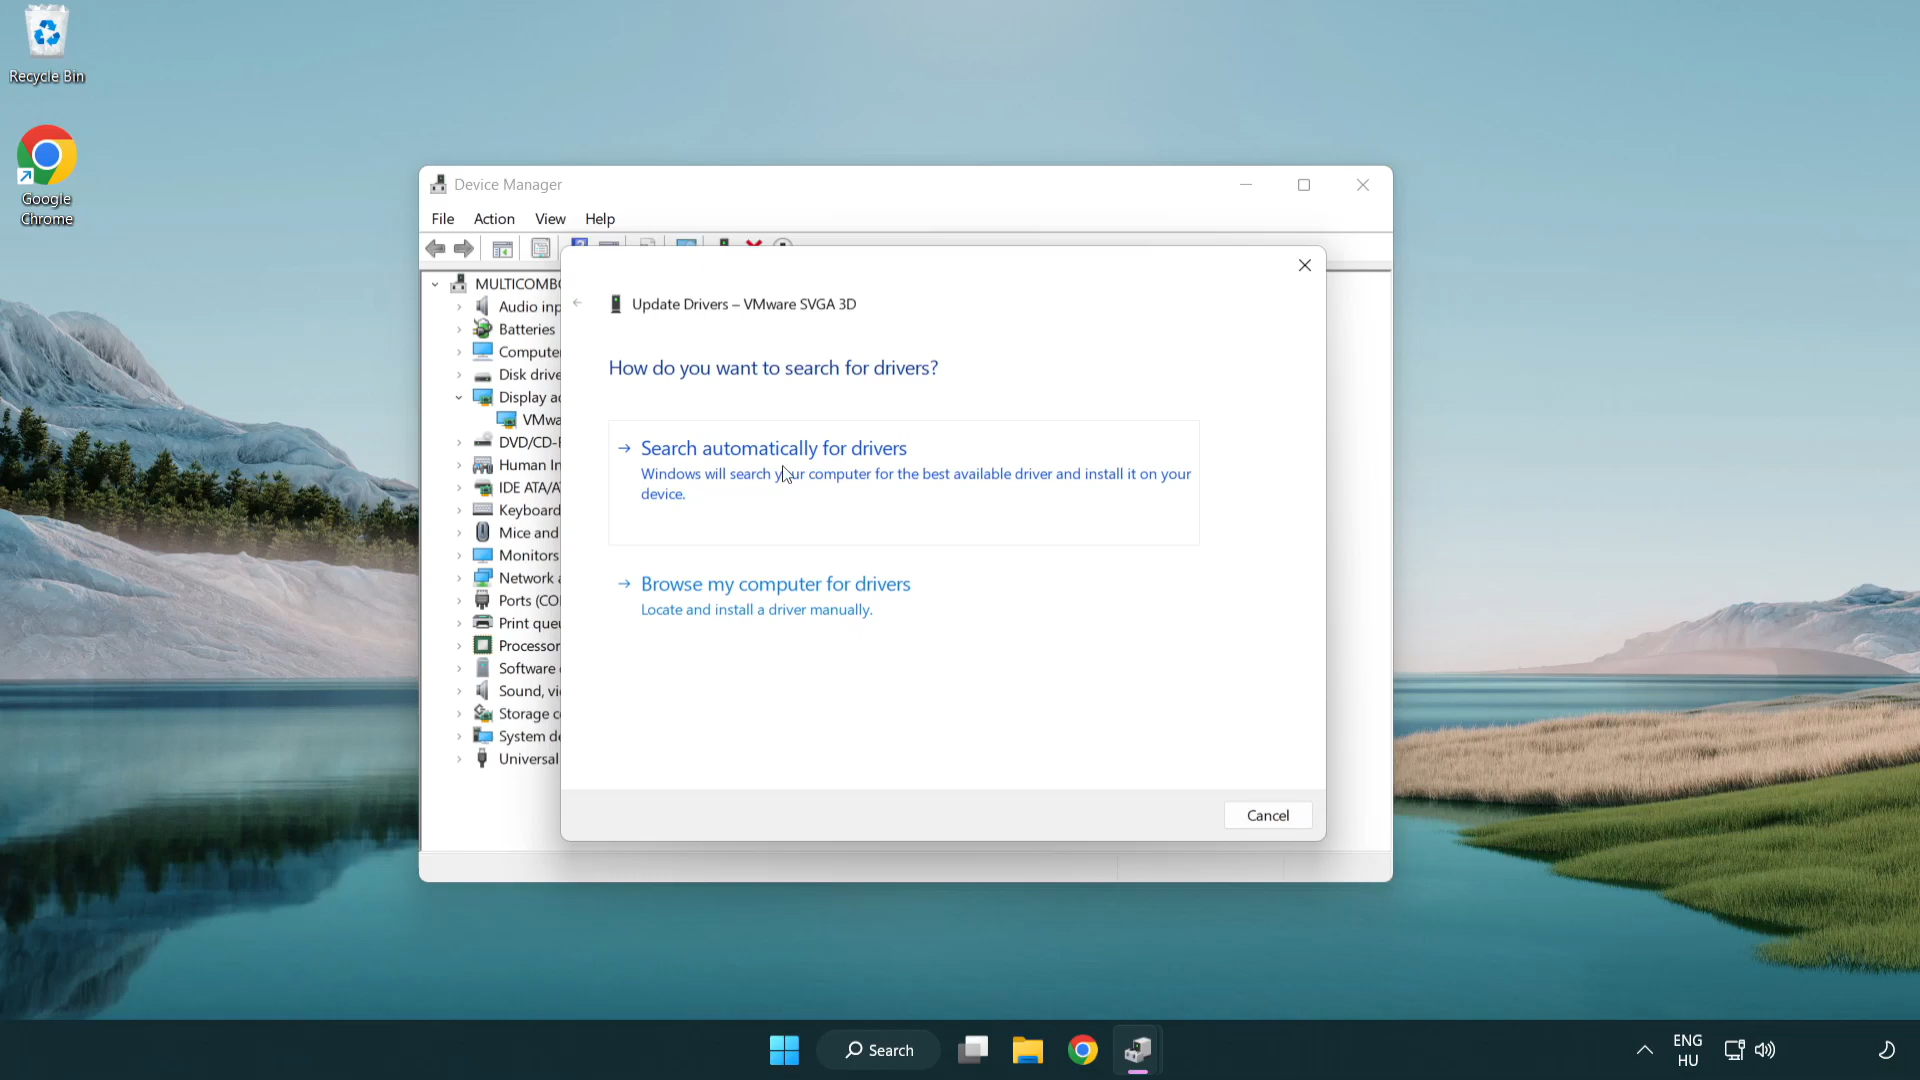 Recycle Bin
Google
Chrome
Device Manager
File Action View Help
MULTICOMB
Audio inp
Batteries
Compute
Disk drive
Display a
VMwa
DVD/CD-
Human In
IDE ATA/A
Keyboard
Mice and
Monitors
Network a
Ports (CO
Print que
Processor
Software
Sound, vi
Storage c
System de
Universal
Update Drivers – VMware SVGA 3D
How do you want to search for drivers?
Search automatically for drivers
Windows will search your computer for the best available driver and install it on your
device.
Browse my computer for drivers
Locate and install a driver manually.
Cancel
Search
ENG
HU